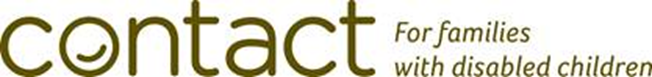 contact
For families
with disabled children